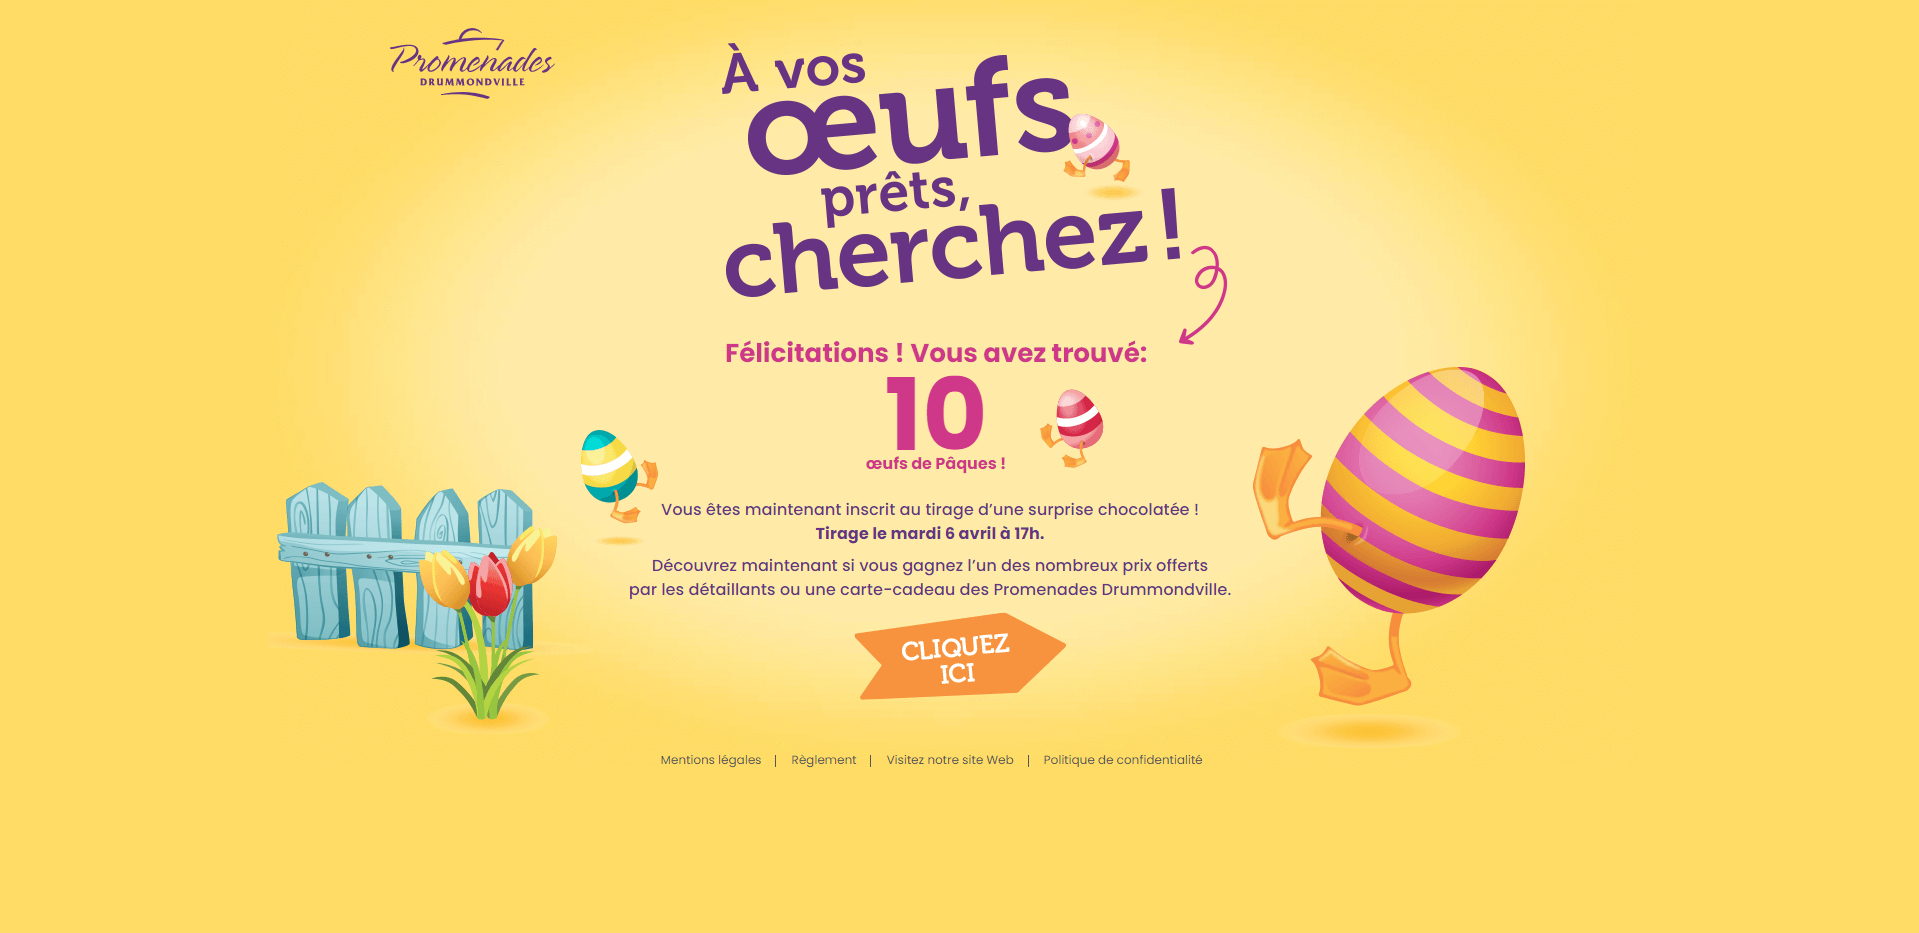 Promenades
DRUMMONDVILLE
À vos
œufs
prêts,
cherchez !
Félicitations ! Vous avez trouvé:
10
œufs de Pâques !
Vous êtes maintenant inscrit au tirage d’une surprise chocolatée !
Tirage le mardi 6 avril à 17h.
Découvrez maintenant si vous gagnez l’un des nombreux prix offerts
par les détaillants ou une carte-cadeau des Promenades Drummondville.
CLIQUEZ
ICI
Mentions légales | Règlement | Visitez notre site Web | Politique de confidentialité